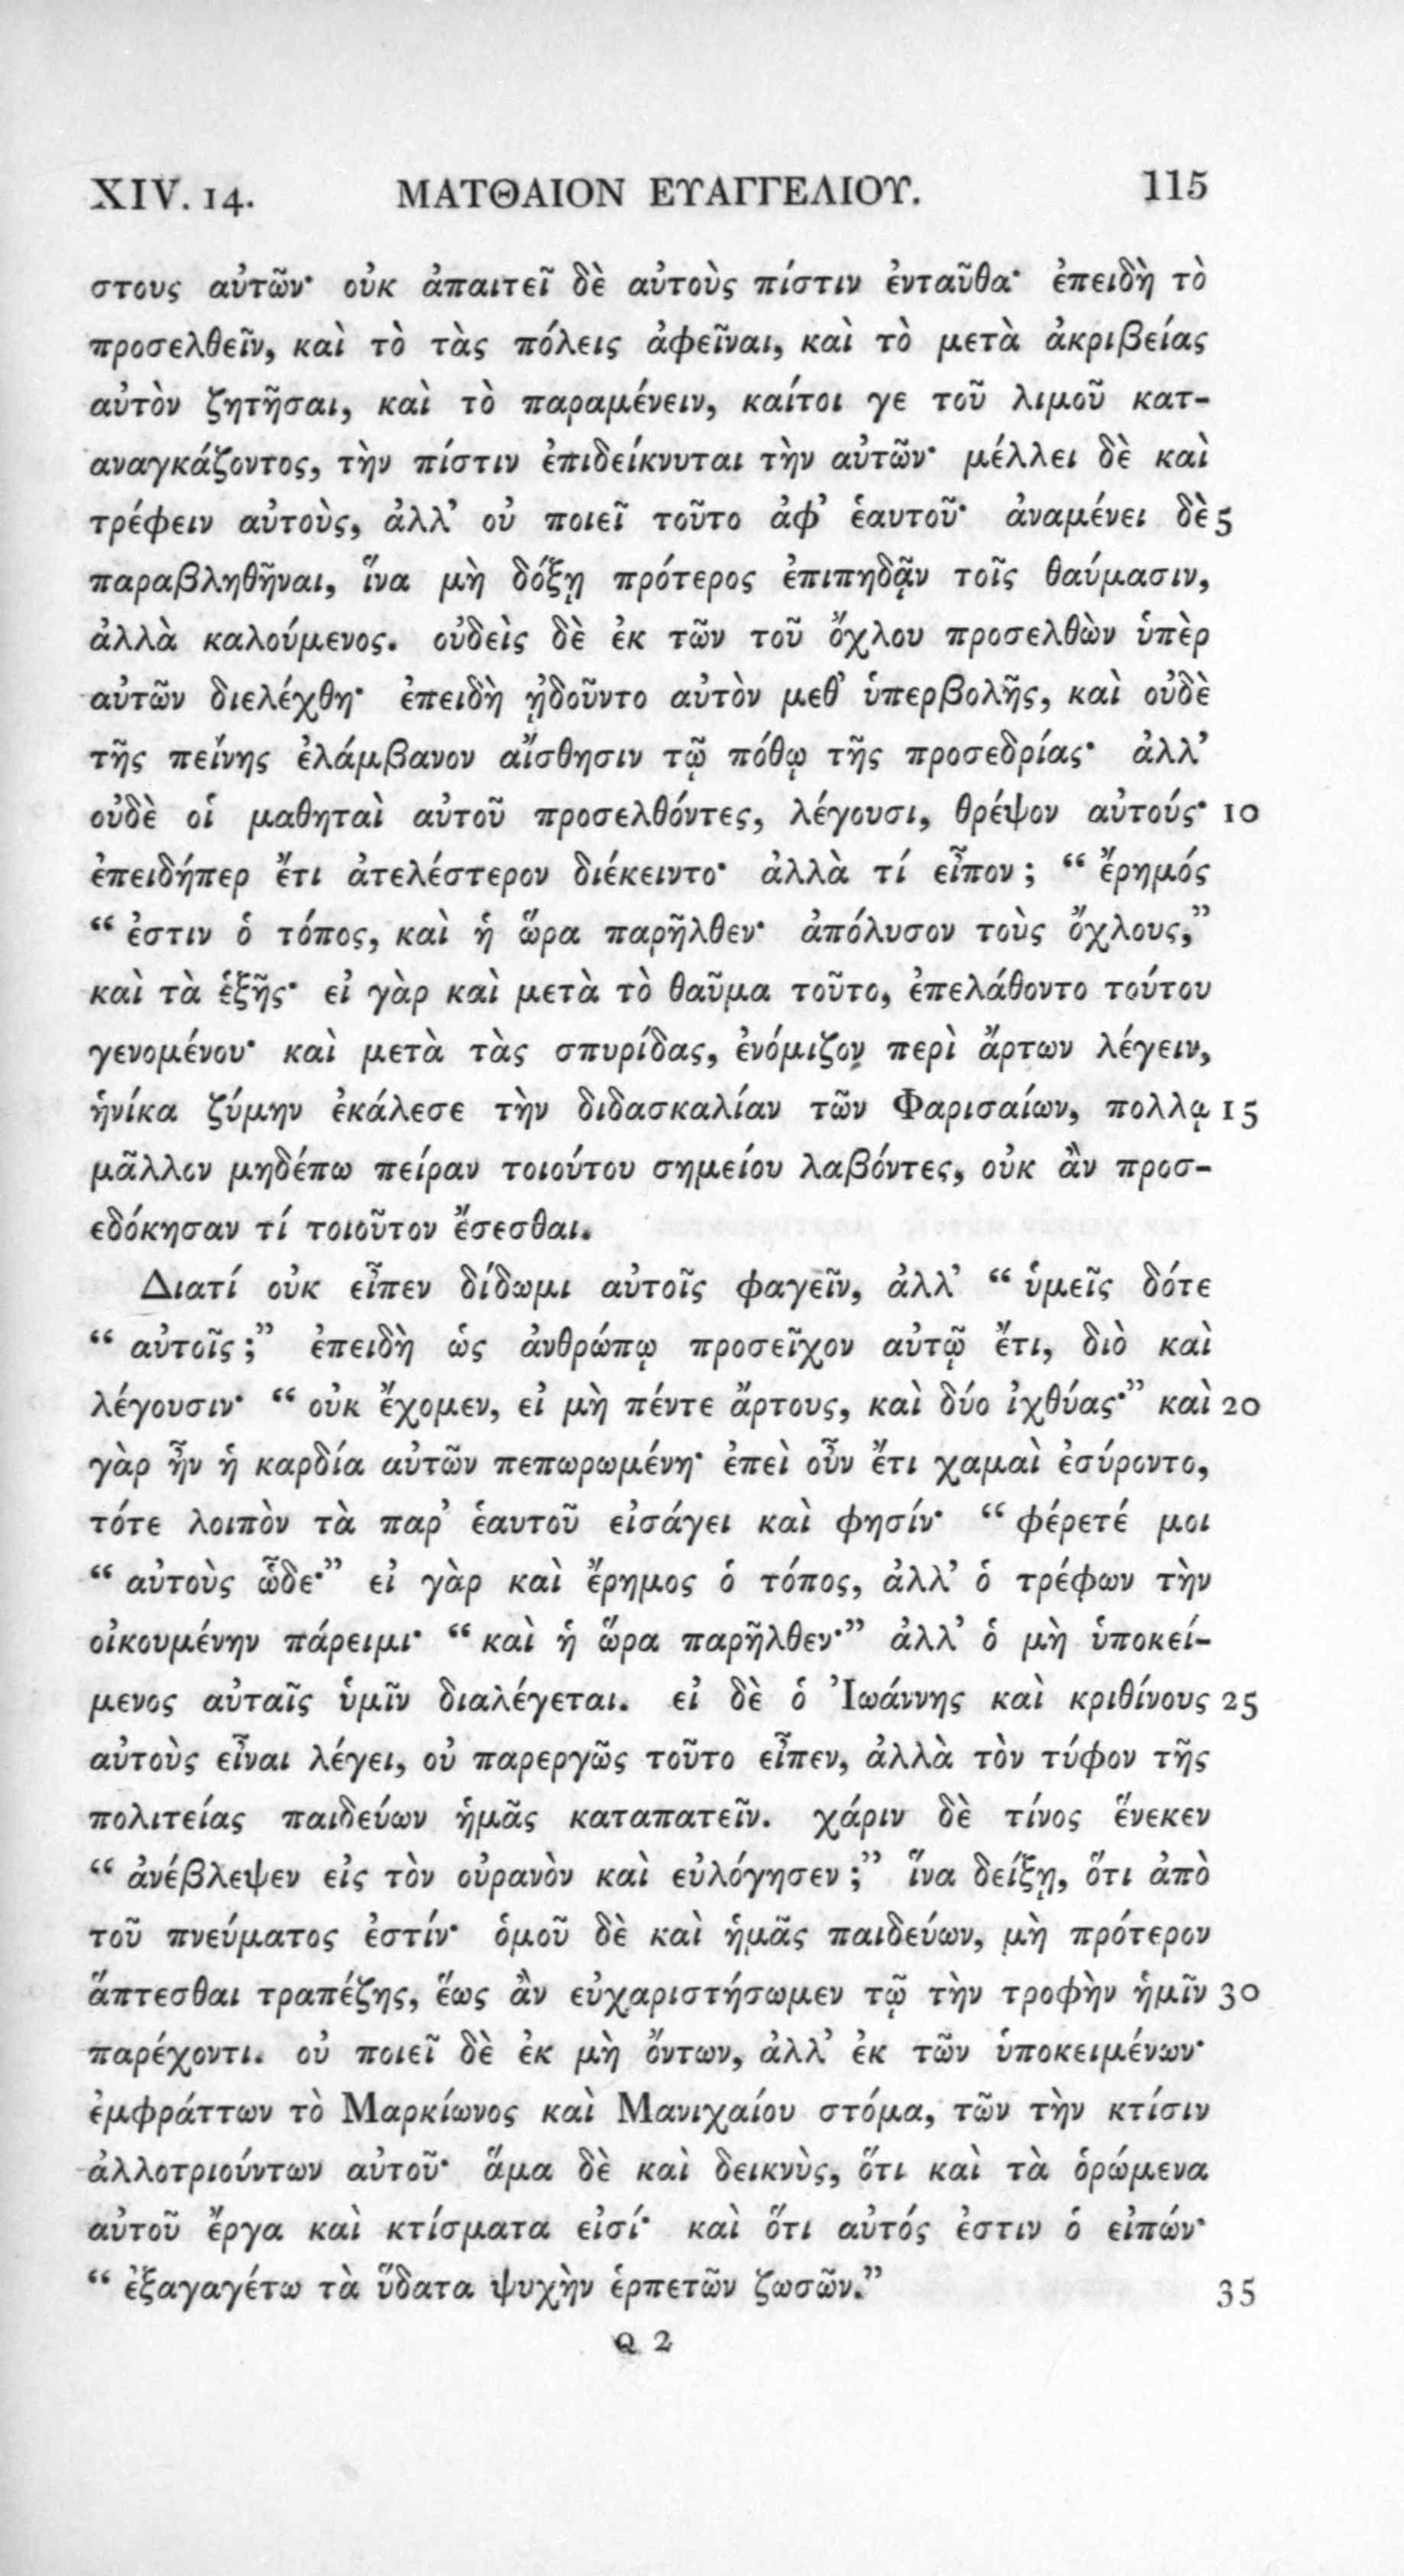 XIV. 14. ΜΑΤΘΑΙΟΝ ΕΥΑΓΓΕΛΙΟΥ. 115
στους αὐτῶν· οὐκ ἀπαιτεῖ δὲ αὐτοὺς πίστιν ἐνταῦθα· ἐπειδὴ τὸ
προσελθεῖν, καὶ τὸ τὰς πόλεις ἀφεῖναι, καὶ τὸ μετὰ ἀκριβείας
αὐτὸν ζητῆσαι, καὶ τὸ παραμένειν, καίτοι γε τοῦ λιμοῦ κατ-
αναγκάζοντος, τὴν πίστιν ἐπιδείκνυται τὴν αὐτῶν· μέλλει δὲ καὶ
τρέφειν αὐτοὺς, ἀλλ’ οὐ ποιεῖ τοῦτο ἀφ’ ἑαυτοῦ· ἀναμένει δὲ 5
παραβληθῆναι, ἵνα μὴ δόξῃ πρότερος ἐπιπηδᾷν τοῖς θαύμασιν,
ἀλλὰ καλούμενος. οὐδεὶς δὲ ἐκ τῶν τοῦ ὄχλου προσελθὼν ὑπὲρ
αὐτῶν διελέχθη· ἐπειδὴ ᾐδοῦντο αὐτὸν μεθ’ ὑπερβολῆς, καὶ οὐδὲ
τῆς πείνης ἐλάμβανον αἴσθησιν τῷ πόθῳ τῆς προσεδρίας· ἀλλ’
οὐδὲ οἱ μαθηταὶ αὐτοῦ προσελθόντες, λέγουσι, θρέψον αὐτούς· 10
ἐπειδήπερ ἔτι ἀτελέστερον διέκειντο· ἀλλὰ τί εἶπον; “ ἔρημός
“ ἐστιν ὁ τόπος, καὶ ἡ ὥρα παρῆλθεν· ἀπόλυσον τοὺς ὄχλους,”
καὶ τὰ ἑξῆς· εἰ γὰρ καὶ μετὰ τὸ θαῦμα τοῦτο, ἐπελάθοντο τούτου
γενομένου· καὶ μετὰ τὰς σπυρίδας, ἐνόμιζον περὶ ἄρτων λέγειν,
ἡνίκα ζύμην ἐκάλεσε τὴν διδασκαλίαν τῶν Φαρισαίων, πολλᾳ 15
μᾶλλον μηδέπω πείραν τοιούτου σημείου λαβόντες, οὐκ ἂν προσ-
εδόκησαν τί τοιοῦτον ἔσεσθαι.
Διατί οὐκ εἶπεν δίδωμι αὐτοῖς φαγεῖν, ἀλλ’ “ ὑμεῖς δότε
“ αὐτοῖς;” ἐπειδὴ ὡς ἀνθρώπῳ προσεῖχον αὐτῷ ἔτι, διὸ καὶ
λέγουσιν· “ οὐκ ἔχομεν, εἰ μὴ πέντε ἄρτους, καὶ δύο ἰχθύας·” καὶ 20
γὰρ ἦν ἡ καρδία αὐτῶν πεπωρωμένη· ἐπεὶ οὖν ἔτι χαμαὶ ἐσύροντο,
τότε λοιπὸν τὰ παρ’ ἑαυτοῦ εἰσάγει καὶ φησίν· “ φέρετέ μοι
“ αὐτοὺς ὧδε·” εἰ γὰρ καὶ ἔρημος ὁ τόπος, ἀλλ’ ὁ τρέφων τὴν
οἰκουμένην πάρειμι· “ καὶ ἡ ὥρα παρῆλθεν·” ἀλλ’ ὁ μὴ ὑποκεί-
μενος αὐταῖς ὑμῖν διαλέγεται. εἰ δὲ ὁ Ἰωάννης καὶ κριθίνους 25
αὐτοὺς εἶναι λέγει, οὐ παρεργῶς τοῦτο εἶπεν, ἀλλὰ τὸν τύφον τῆς
πολιτείας παιδεύων ἡμᾶς καταπατεῖν. χάριν δὲ τίνος ἕνεκεν
“ ἀνέβλεψεν εἰς τὸν οὐρανὸν καὶ εὐλόγησεν;” ἵνα δείξῃ, ὅτι ἀπὸ
τοῦ πνεύματος ἐστίν· ὁμοῦ δὲ καὶ ἡμᾶς παιδεύων, μὴ πρότερον
ἅπτεσθαι τραπέζης, ἕως ἂν εὐχαριστήσωμεν τῷ τὴν τροφὴν ἡμῖν 30
παρέχοντι. οὐ ποιεῖ δὲ ἐκ μὴ ὄντων, ἀλλ’ ἐκ τῶν ὑποκειμένων·
ἐμφράττων τὸ Μαρκίωνος καὶ Μανιχαίου στόμα, τῶν τὴν κτίσιν
ἀλλοτριούντων αὐτοῦ· ἅμα δὲ καὶ δεικνὺς, ὅτι καὶ τὰ ὁρώμενα
αὐτοῦ ἔργα καὶ κτίσματα εἰσί· καὶ ὅτι αὐτός ἐστιν ὁ εἰπών·
“ ἐξαγαγέτω τὰ ὕδατα ψυχὴν ἑρπετῶν ζωσῶν.” 35
Q 2